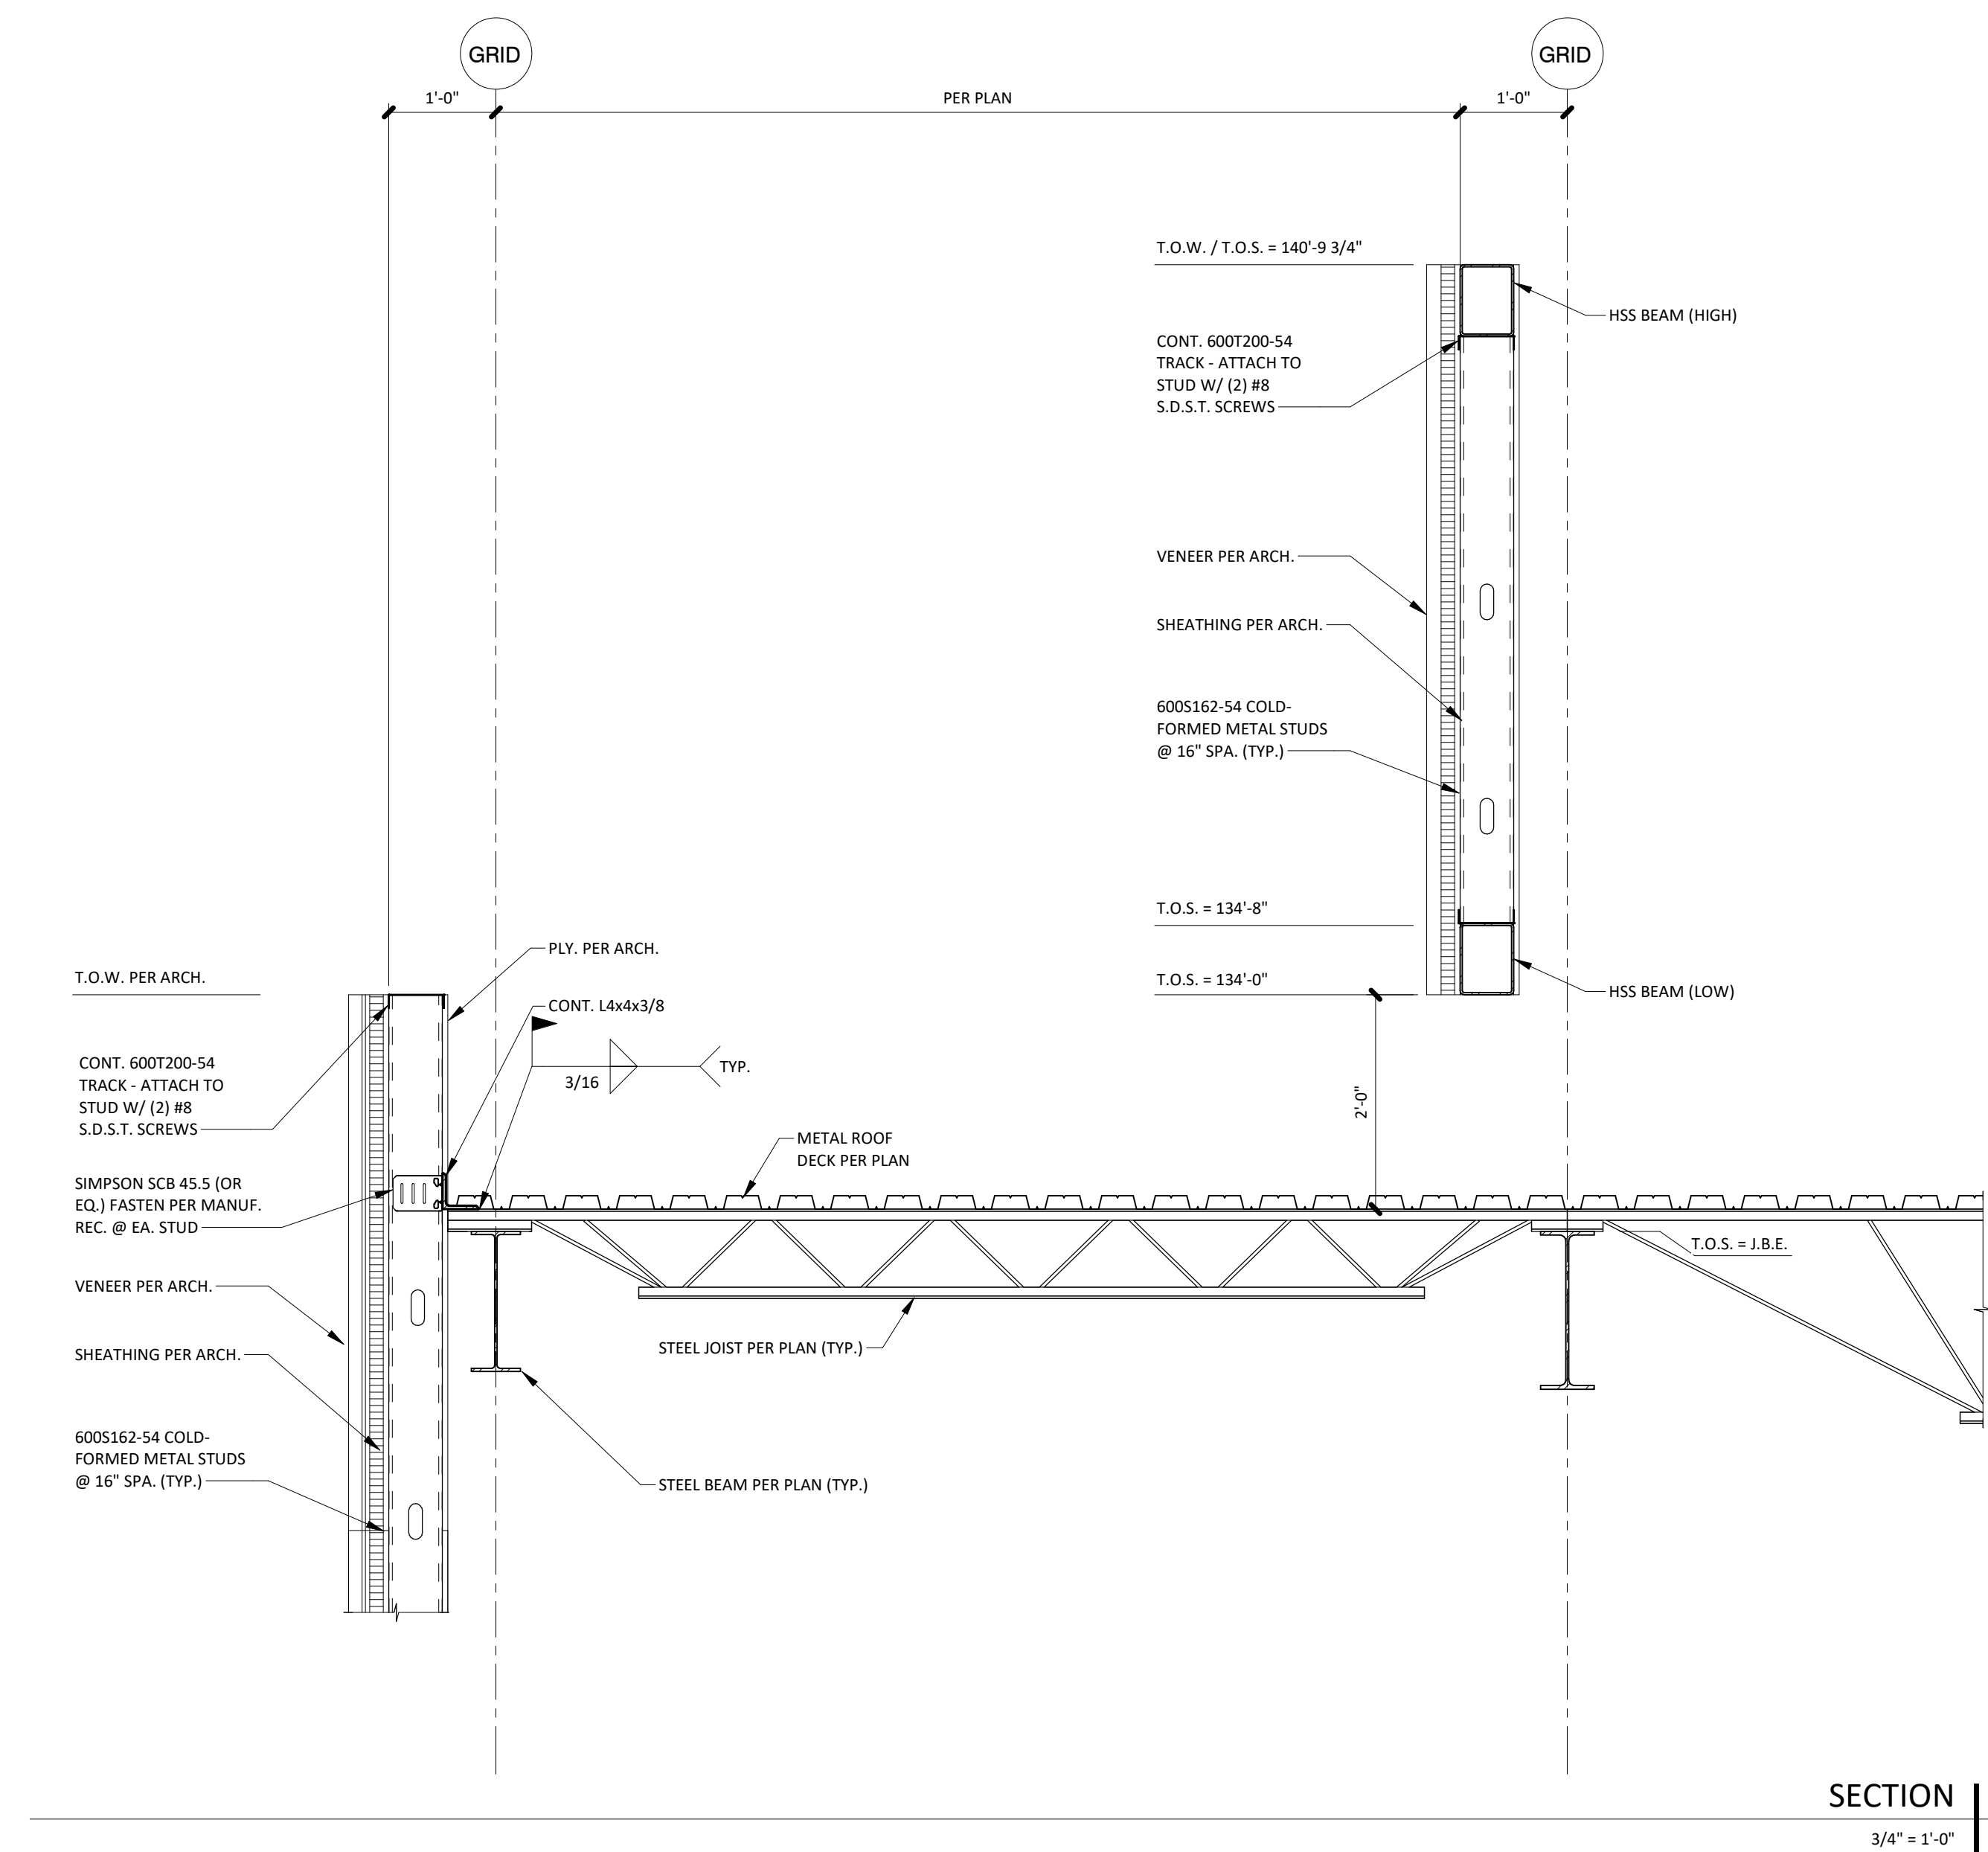 GRID
GRID
1'-0"
PER PLAN
1'-0"
T.O.W. / T.O.S. = 140'-9 3/4"
HSS BEAM (HIGH)
CONT. 600T200-54
TRACK - ATTACH TO
STUD W/ (2) #8
S.D.S.T. SCREWS
VENEER PER ARCH.
SHEATHING PER ARCH.
600S162-54 COLD-
FORMED METAL STUDS
@ 16" SPA. (TYP.)
T.O.S. = 134'-8"
T.O.S. = 134'-0"
HSS BEAM (LOW)
PLY. PER ARCH.
T.O.W. PER ARCH.
CONT. L4x4x3/8
TYP.
3/16
2'-0"
CONT. 600T200-54
TRACK - ATTACH TO
STUD W/ (2) #8
S.D.S.T. SCREWS
METAL ROOF
DECK PER PLAN
SIMPSON SCB 45.5 (OR
EQ.) FASTEN PER MANUF.
REC. @ EA. STUD
T.O.S. = J.B.E.
VENEER PER ARCH.
SHEATHING PER ARCH.
STEEL JOIST PER PLAN (TYP.)
600S162-54 COLD-
FORMED METAL STUDS
@ 16" SPA. (TYP.)
STEEL BEAM PER PLAN (TYP.)
SECTION
3/4" = 1'-0"